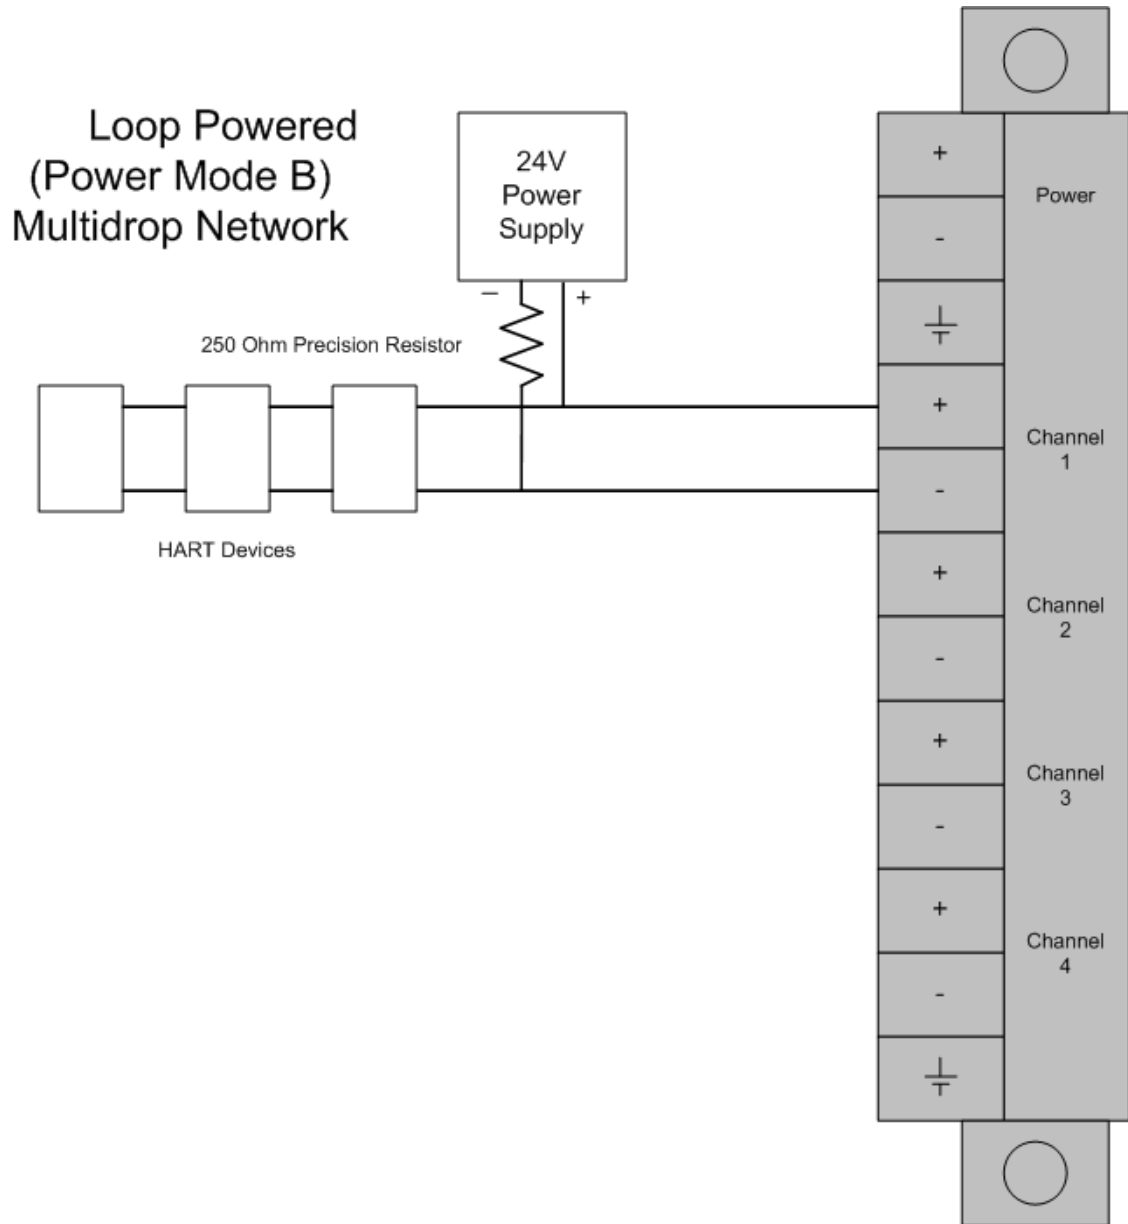 Loop Powered
(Power Mode B)
Multidrop Network
24V
Power
Supply
–
+
250 Ohm Precision Resistor
HART Devices
+
Power
-
+
Channel
1
-
+
Channel
2
-
+
Channel
3
-
+
Channel
4
-